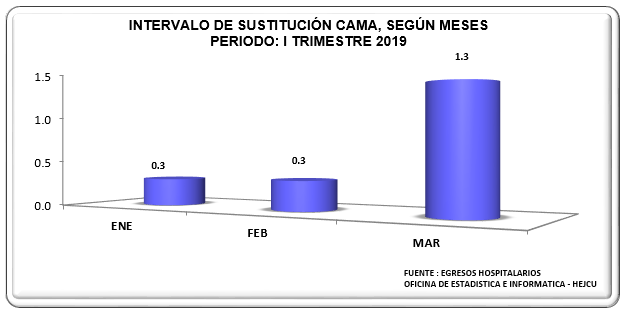 INTERVALO DE SUSTITUCIÓN CAMA, SEGÚN MESES
PERIODO: I TRIMESTRE 2019
1.5
1.0
0.5
0.0
0.3
0.3
1.3
ENE
FEB
MAR
FUENTE : EGRESOS HOSPITALARIOS
OFICINA DE ESTADISTICA E INFORMATICA - HEJCU